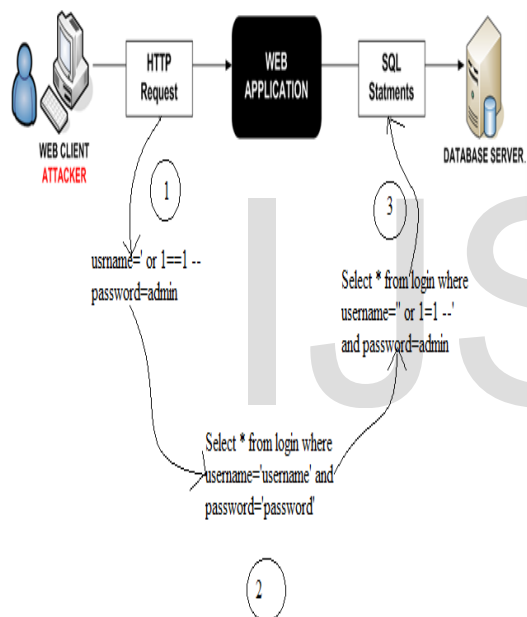 HTTP
Request
WEB
APPLICATION
SQL
Statments
WEB CLIENT
ATTACKER
DATABASE SERVER.
1
3
usrname=' or 1==1 --
password=admin
Select * from login where
username='' or 1=1 --'
and password=admin
IJS
Select * from login where
username='username' and
password='password'
2